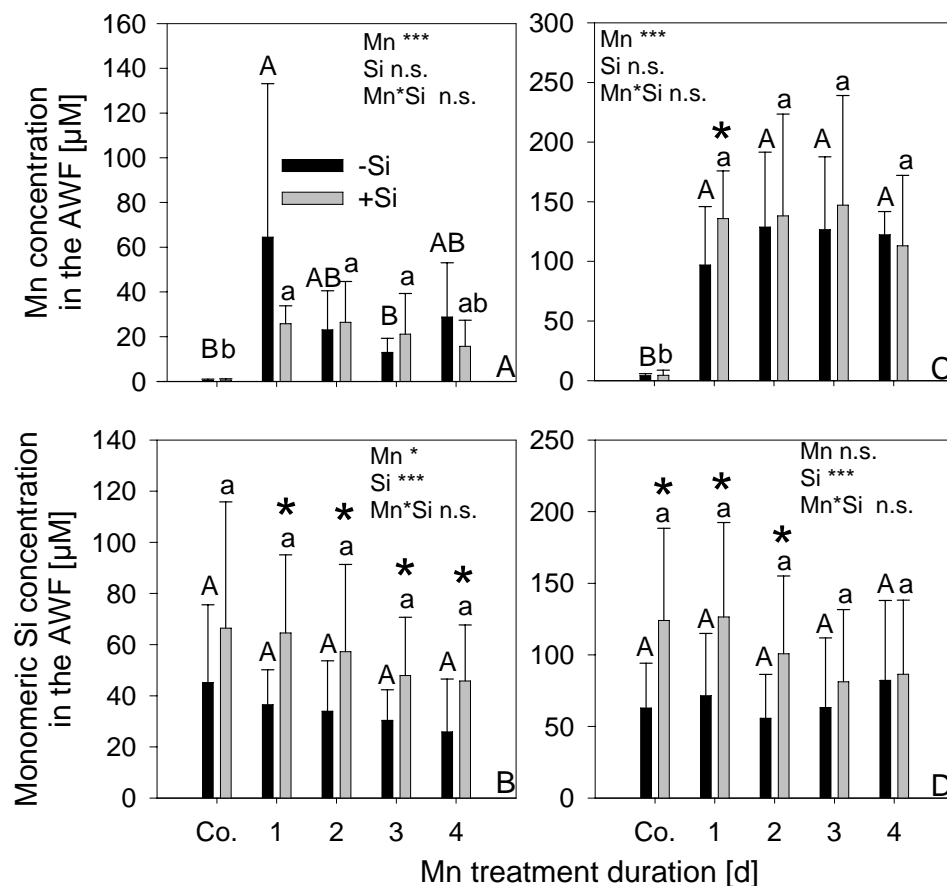 Mn concentration
in the AWF [µM]
160
140
120
100
80
60
40
20
0
Mn ***
Si n.s.
Mn*Si n.s.
-Si
+Si
B b
A a
AB a
B a
AB ab
A
300
250
200
150
100
50
0
Mn ***
Si n.s.
Mn*Si n.s.
B b
A a *
A a
A a
A a
C
Monomeric Si concentration
in the AWF [µM]
140
120
100
80
60
40
20
0
Mn *
Si ***
Mn*Si n.s.
A a
A a *
A a *
A a *
A a *
B
Co. 1 2 3 4
250
200
150
100
50
0
Mn n.s.
Si ***
Mn*Si n.s.
A a *
A a *
A a *
A a
A a
D
Co. 1 2 3 4
Mn treatment duration [d]